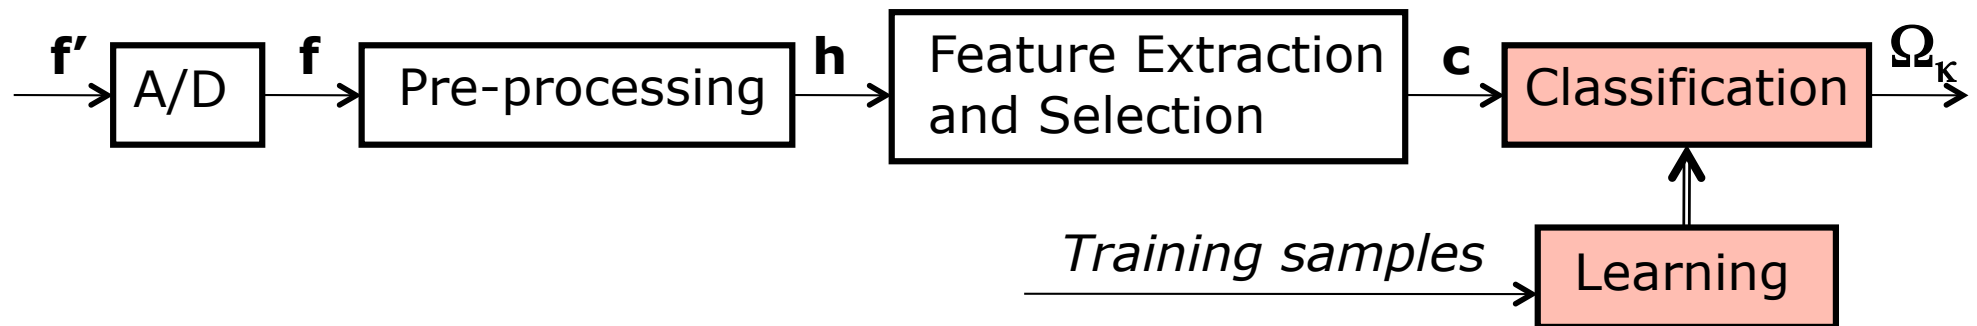 f′
A/D
f
Pre-processing
h
Feature Extraction
and Selection
c
Classification
Ωκ
Training samples
Learning